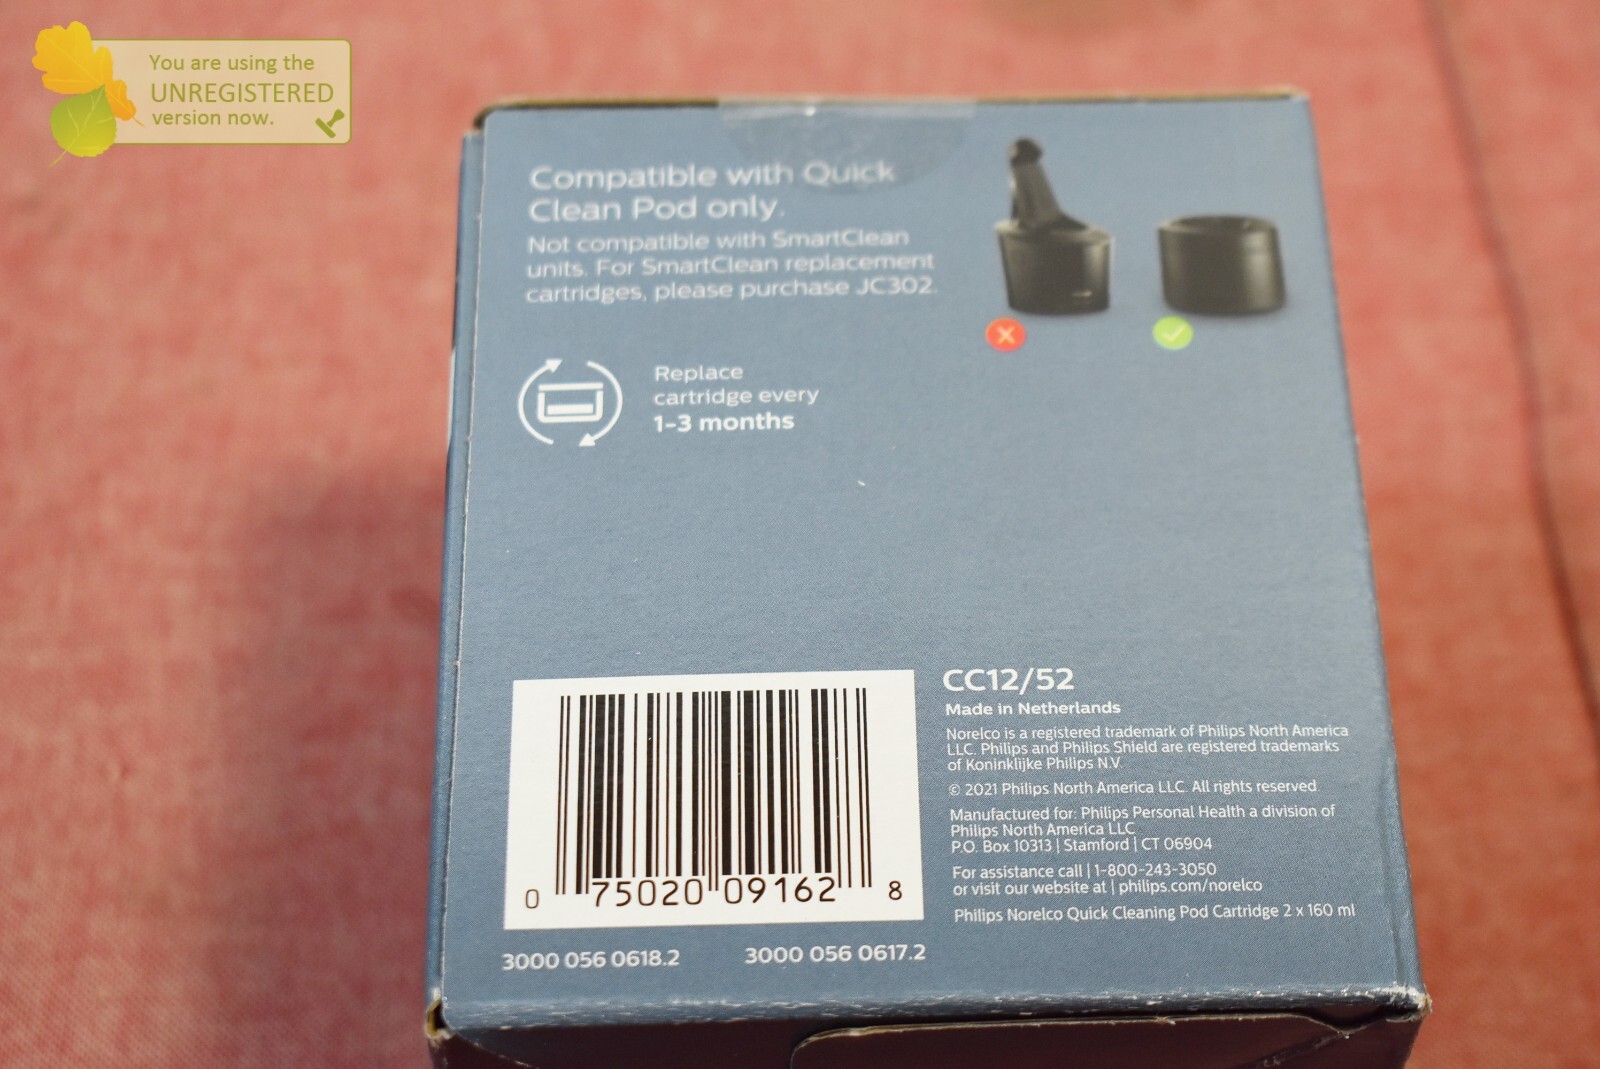 You are using the
UNREGISTERED
version now.
Compatible with Quick
Clean Pod only.
Not compatible with SmartClean
units. For SmartClean replacement
cartridges, please purchase JC302.
Replace
cartridge every
1-3 months
CC12/52
Made in Netherlands
Norelco is a registered trademark of Philips North America
LLC. Philips and Philips Shield are registered trademarks
of Koninklijke Philips N.V.
© 2021 Philips North America LLC. All rights reserved.
Manufactured for: Philips Personal Health a division of
Philips North America LLC
P.O. Box 10313 | Stamford | CT 06904
For assistance call | 1-800-243-3050
or visit our website at | philips.com/norelco
Philips Norelco Quick Cleaning Pod Cartridge 2 x 160 ml
0 75020 09162 8
3000 056 0618.2 3000 056 0617.2